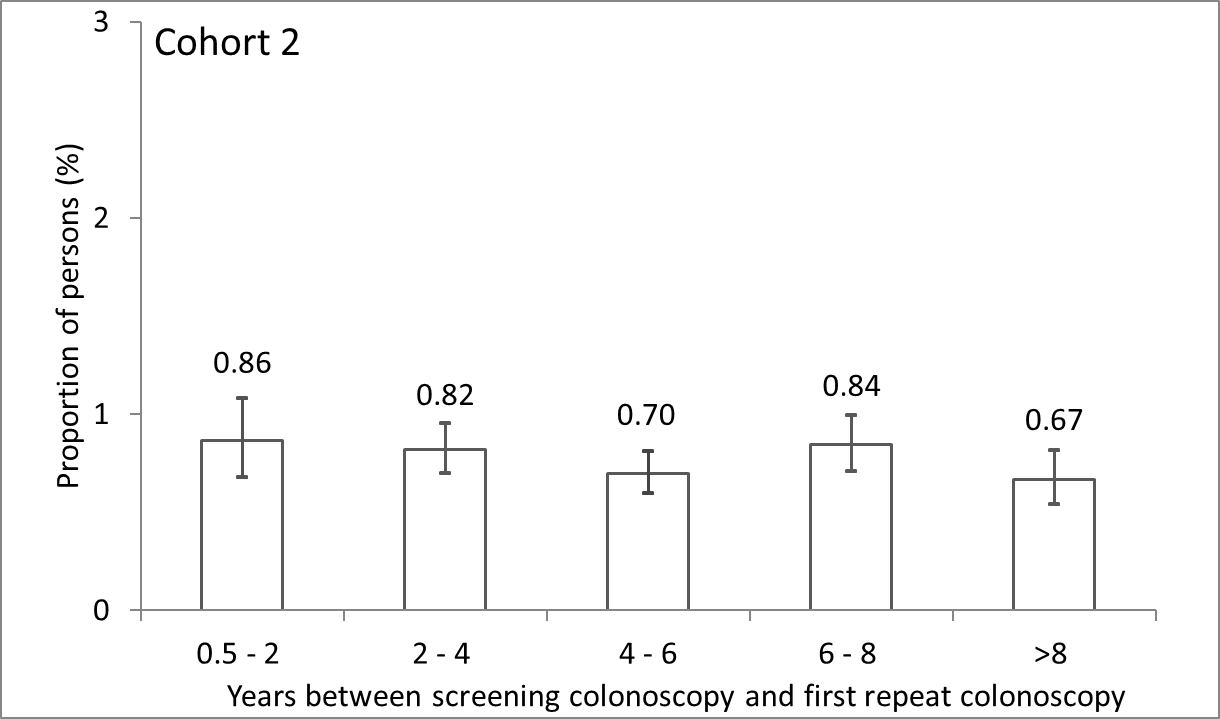 Cohort 2
Proportion of persons (%)
3
2
1
0
0.86
0.82
0.70
0.84
0.67
0.5 - 2
2 - 4
4 - 6
6 - 8
>8
Years between screening colonoscopy and first repeat colonoscopy